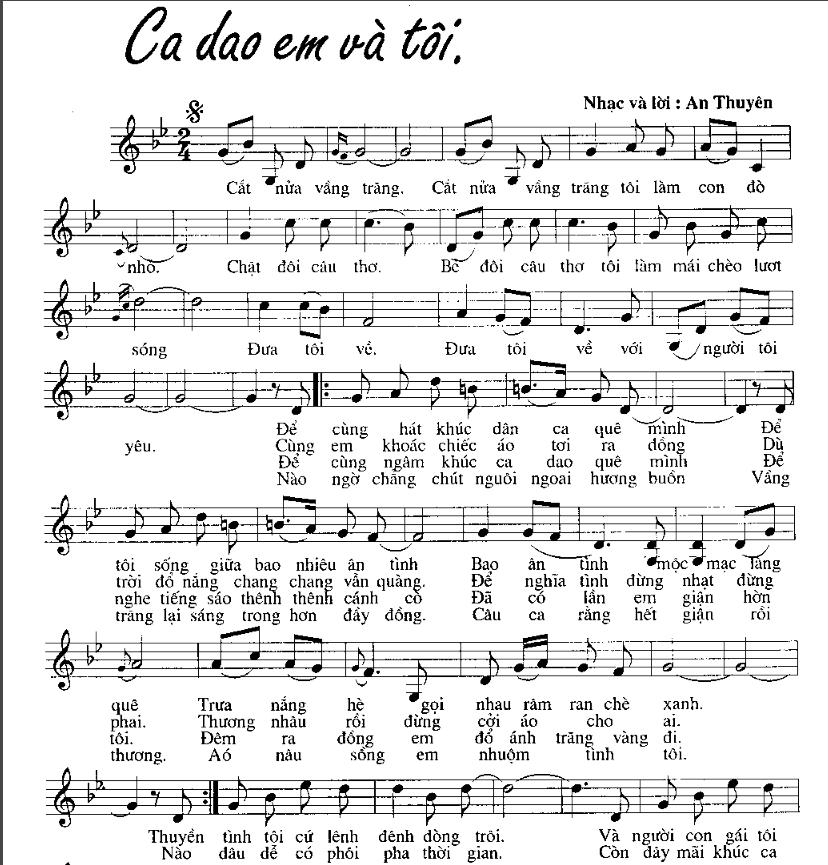 Ca dao em và tôi.
Nhạc và lời : An Thuyên
2
4
Cắt nửa vầng trăng. Cắt nửa vầng trăng tôi làm con đò
nhỏ. Chặt đôi câu thơ. Bẻ đôi câu thơ tôi làm mái chèo lướt
sóng Đưa tôi về. Đưa tôi về với người tôi
Để cùng hát khúc dân ca quê mình Để
yêu. Cùng em khoác chiếc áo tơi ra đồng Dù
Để cùng ngâm khúc ca dao quê mình Để
Nào ngờ chẳng chút nguôi ngoai hương buồn Vầng
tôi sống giữa bao nhiêu ân tình Bao ân tình mộc mạc làng
trời đổ nắng chang chang vẫn quàng. Để nghĩa tình đừng nhạt đừng
nghe tiếng sáo thênh thênh cánh cò Đã có lần em giận hờn
trăng lại sáng trong hơn đầy đồng. Câu ca rằng hết giận rồi
quê Trưa nắng hè gọi nhau râm ran chè xanh.
phai. Thương nhau rồi đừng cởi áo cho ai.
tôi. Đêm ra đồng em đổ ánh trăng vàng đi.
thương. Aó nâu sồng em nhuộm tình tôi.
Thuyền tình tôi cứ lênh đênh dòng trôi. Và người con gái tôi
Nào đâu dễ có phôi pha thời gian. Còn đây mãi khúc ca